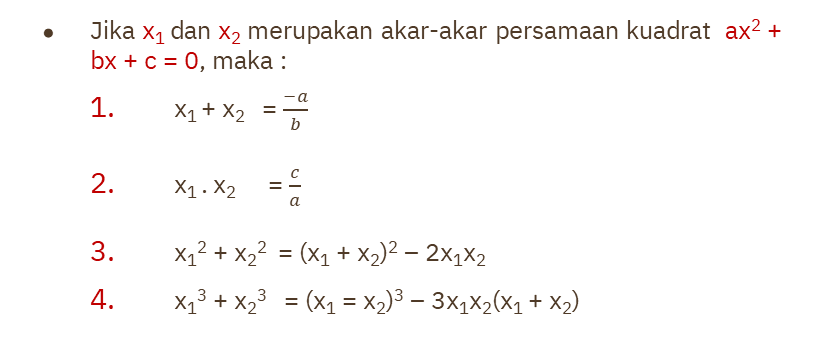 • Jika x₁ dan x₂ merupakan akar-akar persamaan kuadrat ax² +
bx + c = 0, maka :
1. x₁ + x₂ = −a/b
2. x₁ . x₂ = c/a
3. x₁² + x₂² = (x₁ + x₂)² – 2x₁x₂
4. x₁³ + x₂³ = (x₁ = x₂)³ – 3x₁x₂(x₁ + x₂)